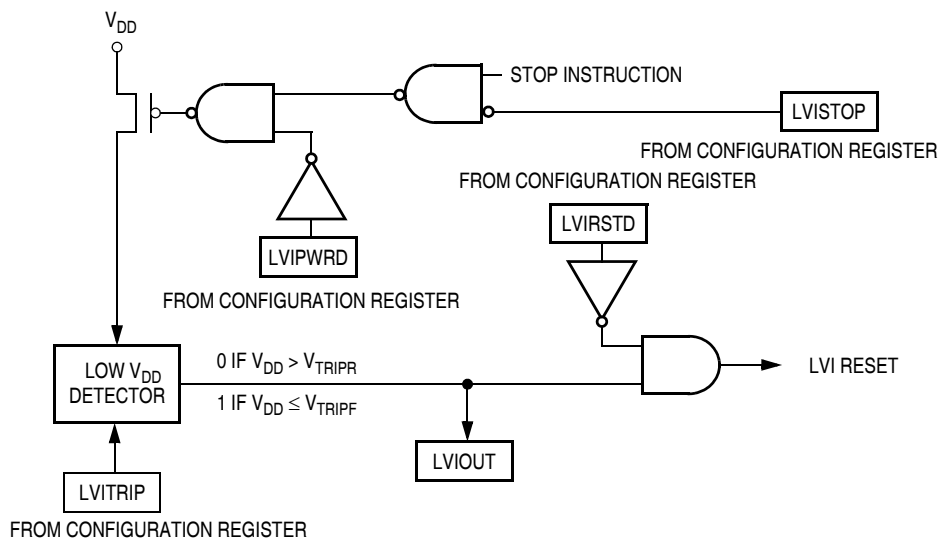 VDD
STOP INSTRUCTION
LVISTOP
FROM CONFIGURATION REGISTER
FROM CONFIGURATION REGISTER
LVIRSTD
LVIPWRD
FROM CONFIGURATION REGISTER
LOW VDD
DETECTOR
0 IF VDD > VTRIPR
1 IF VDD ≤ VTRIPF
LVI RESET
LVIOUT
LVITRIP
FROM CONFIGURATION REGISTER